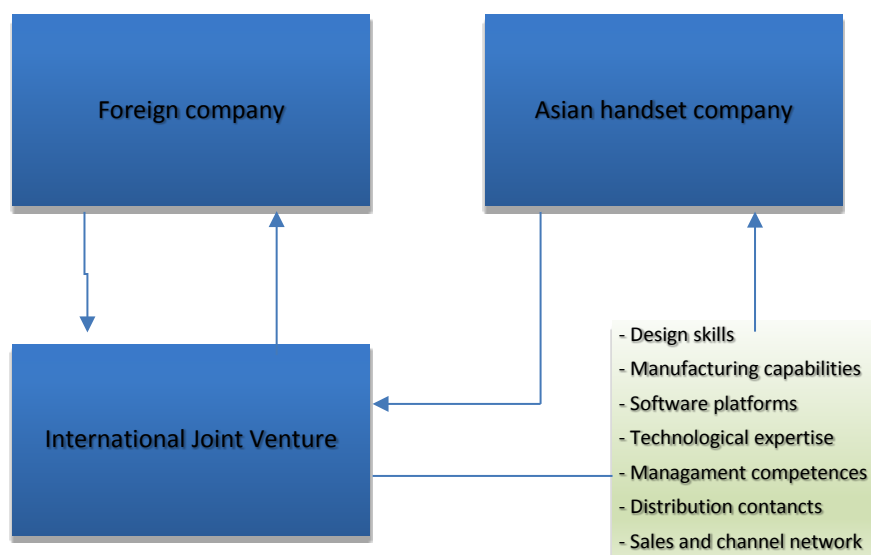 Foreign company
Asian handset company
International Joint Venture
- Design skills
- Manufacturing capabilities
- Software platforms
- Technological expertise
- Managament competences
- Distribution contancts
- Sales and channel network